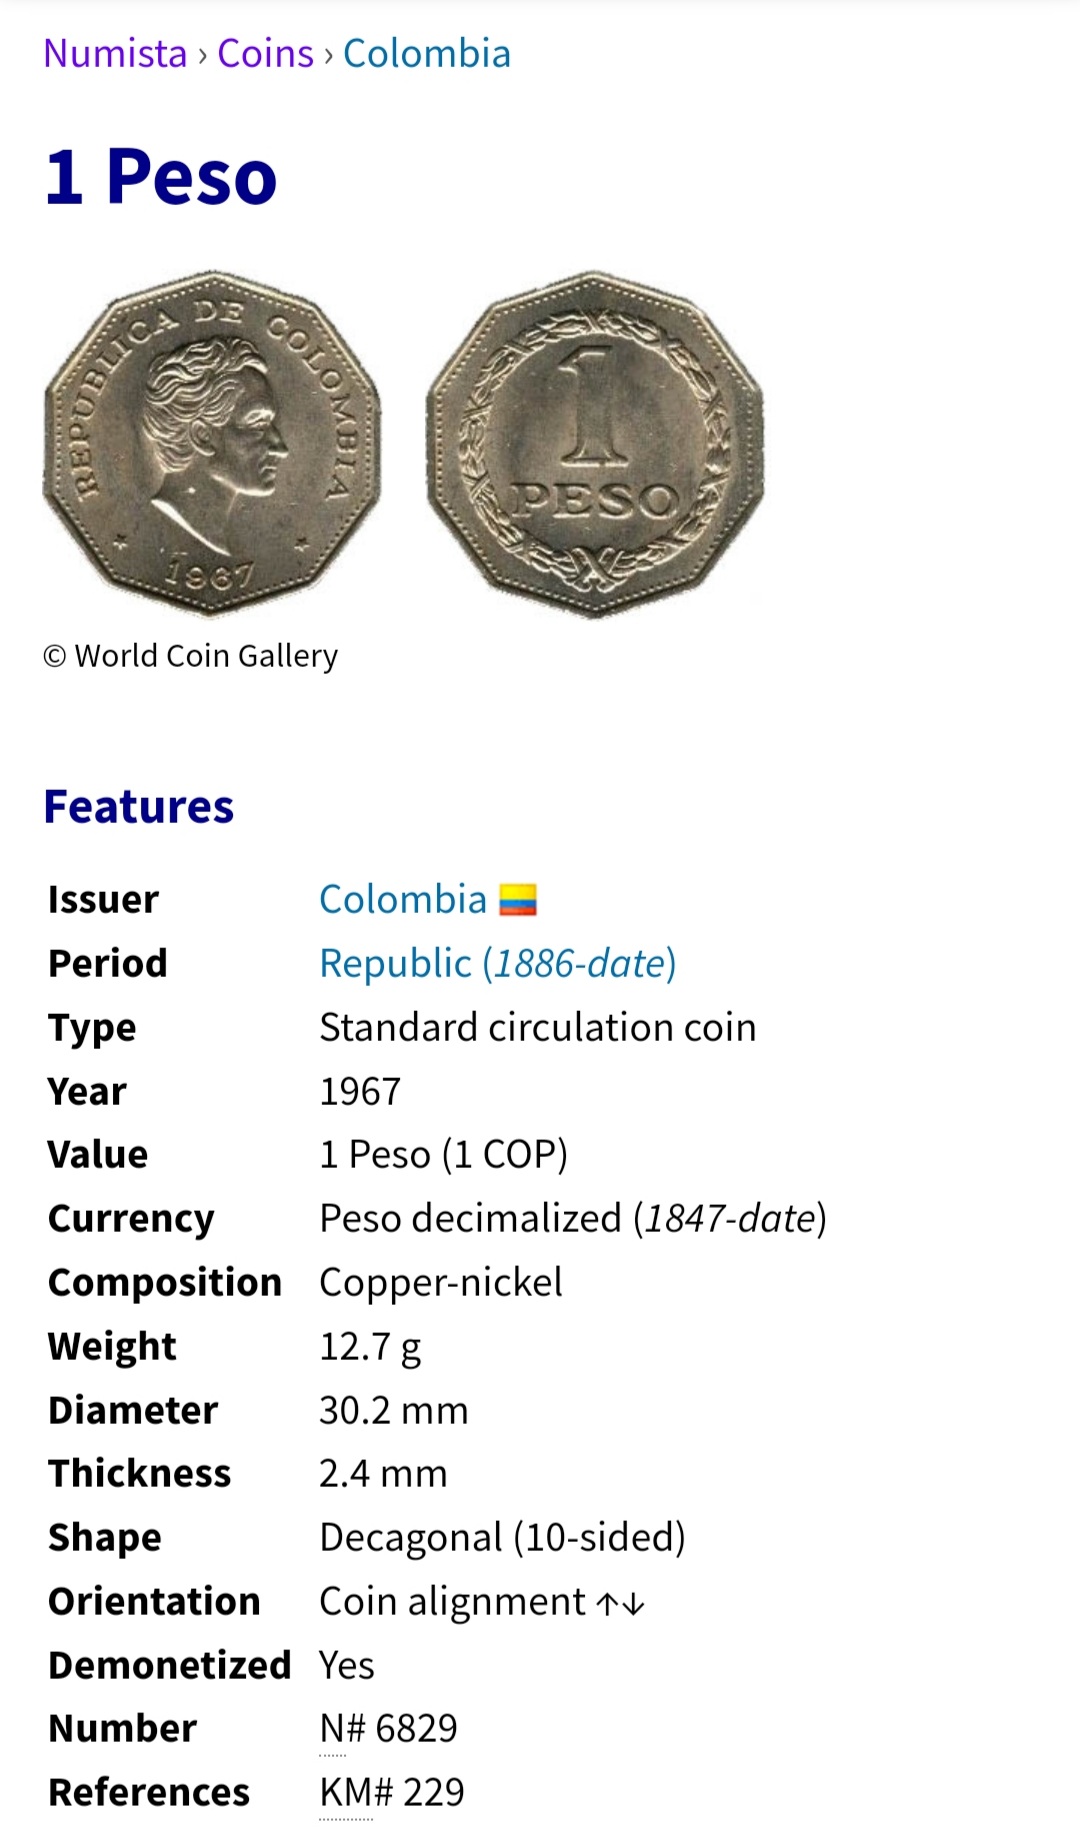 Numista › Coins › Colombia
1 Peso
REPUBLICA DE COLOMBIA
1967
1
PESO
© World Coin Gallery
Features
Issuer Colombia
Period Republic (1886-date)
Type Standard circulation coin
Year 1967
Value 1 Peso (1 COP)
Currency Peso decimalized (1847-date)
Composition Copper-nickel
Weight 12.7 g
Diameter 30.2 mm
Thickness 2.4 mm
Shape Decagonal (10-sided)
Orientation Coin alignment ↑↓
Demonetized Yes
Number N# 6829
References KM# 229